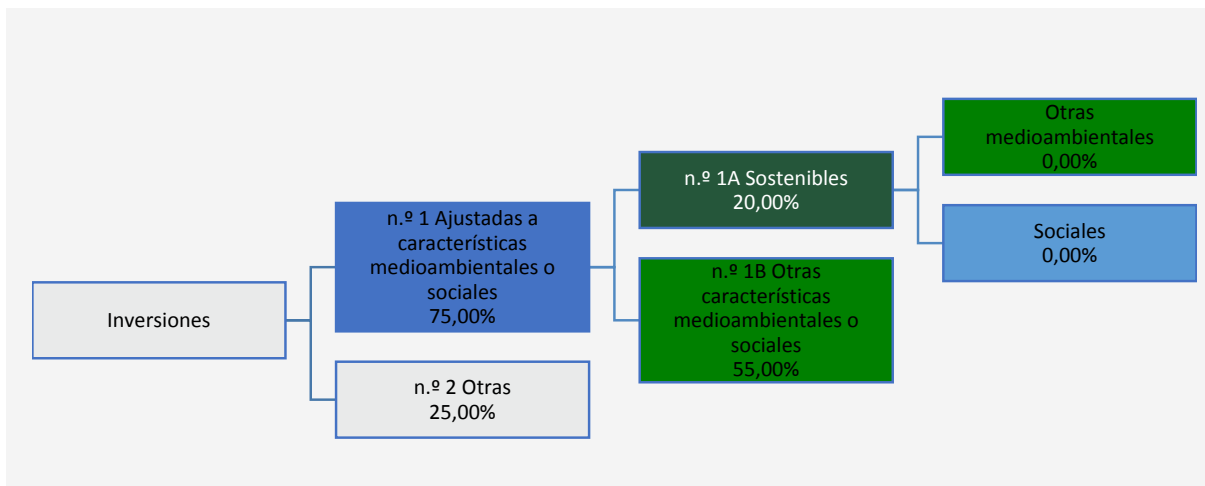 Inversiones
n.º 1 Ajustadas a
características
medioambientales o
sociales
75,00%
n.º 2 Otras
25,00%
n.º 1A Sostenibles
20,00%
n.º 1B Otras
características
medioambientales o
sociales
55,00%
Otras
medioambientales
0,00%
Sociales
0,00%